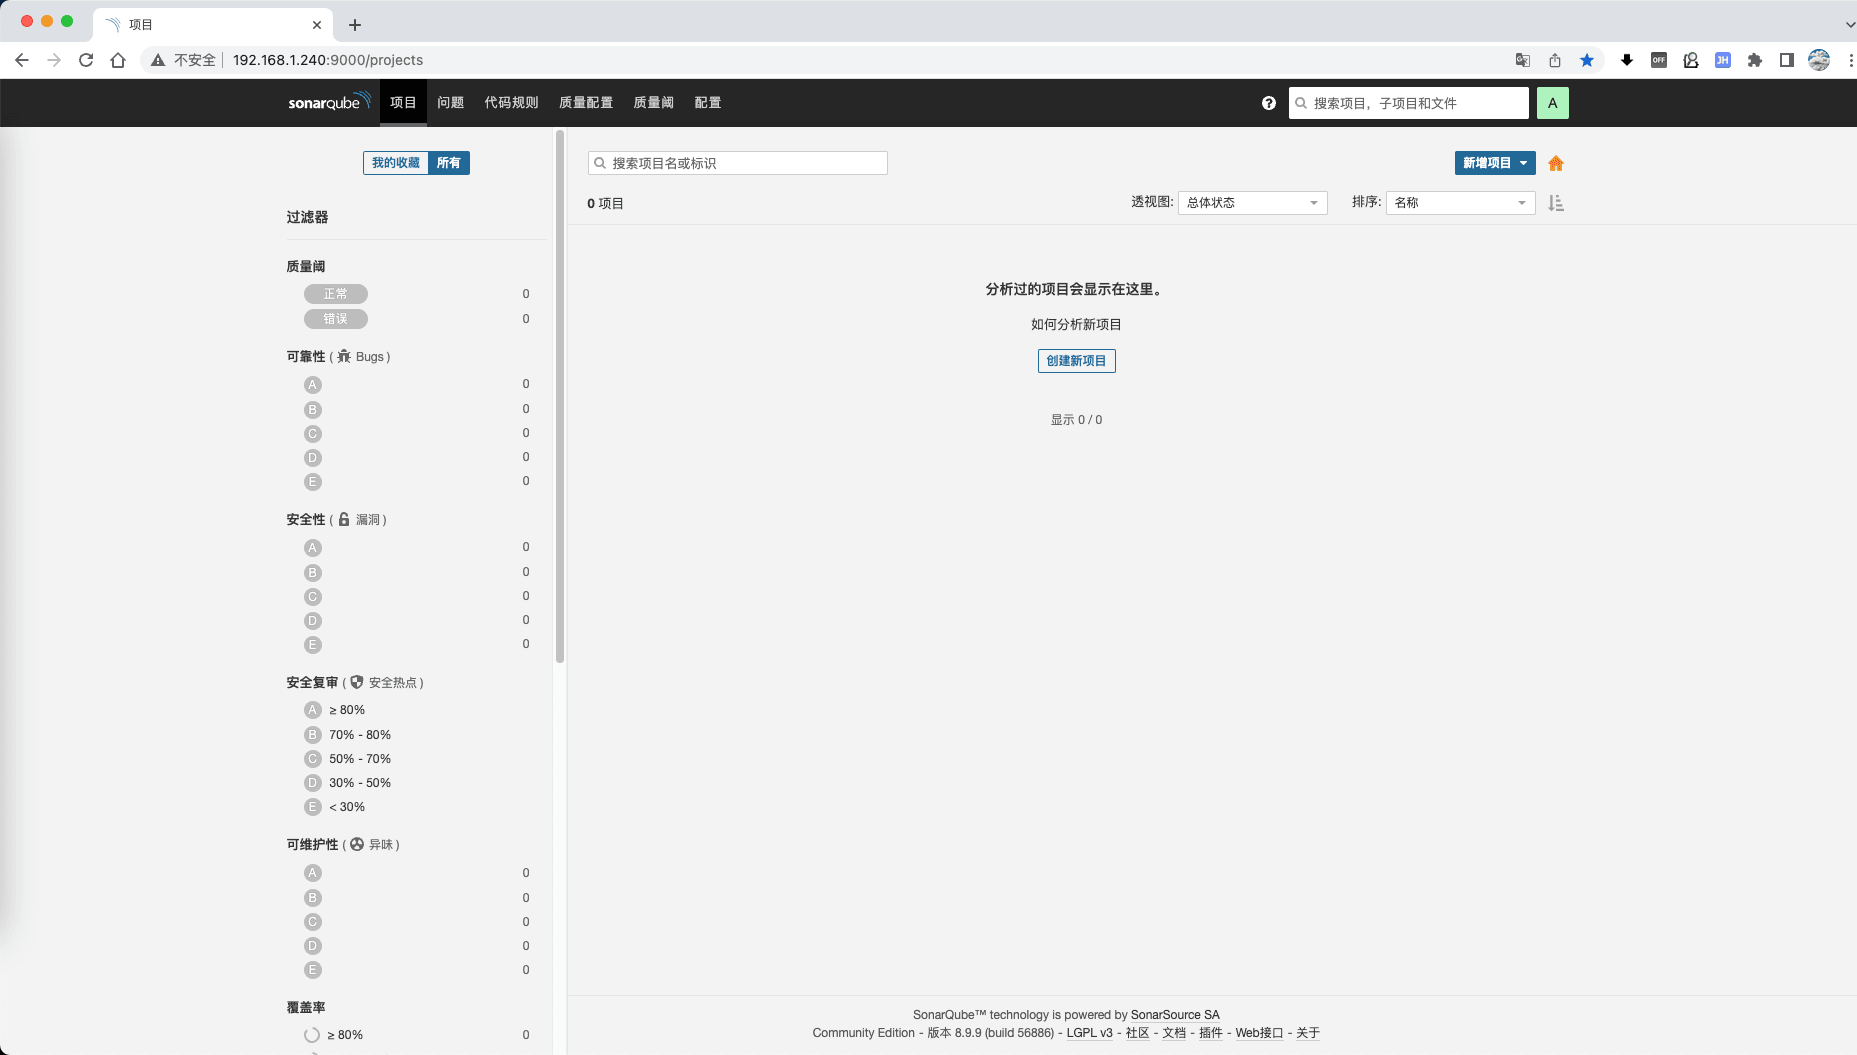 项目
不安全 192.168.1.240:9000/projects
OFF
JH
sonarqube 项目 问题 代码规则 质量配置 质量阈 配置 搜索项目，子项目和文件 A
我的收藏 所有
过滤器
质量阈
正常 0
错误 0
可靠性 ( Bugs )
A 0
B 0
C 0
D 0
E 0
安全性 ( 漏洞 )
A 0
B 0
C 0
D 0
E 0
安全复审 ( 安全热点 )
A ≥ 80%
B 70% - 80%
C 50% - 70%
D 30% - 50%
E < 30%
可维护性 ( 异味 )
A 0
B 0
C 0
D 0
E 0
覆盖率
≥ 80% 0
搜索项目名或标识 新增项目
0 项目 透视图: 总体状态 排序: 名称
分析过的项目会显示在这里。
如何分析新项目
创建新项目
显示 0 / 0
SonarQube™ technology is powered by SonarSource SA
Community Edition - 版本 8.9.9 (build 56886) - LGPL v3 - 社区 - 文档 - 插件 - Web接口 - 关于